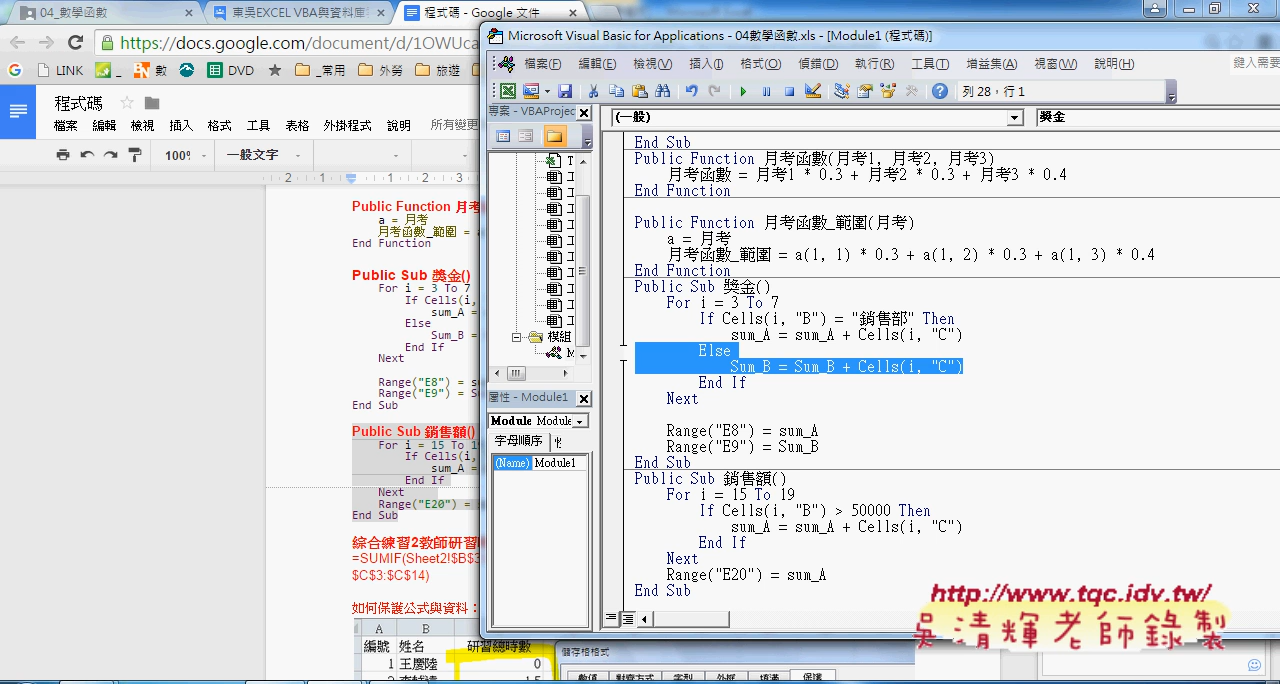 04_數學函數
東吳EXCEL VBA與資料庫
程式碼 - Google 文件
https://docs.google.com/document/d/1OWUca
LINK
_
數
DVD
_常用
外勞
旅遊
程式碼
檔案 編輯 檢視 插入 格式 工具 表格 外掛程式 說明 所有變更
100% 一般文字
2 1 1 2 3
Public Function 月考
a = 月考
月考函數_範圍 = a
End Function
Public Sub 獎金()
For i = 3 To 7
If Cells(i,
sum_A =
Else
Sum_B =
End If
Next
Range("E8") = su
Range("E9") = S
End Sub
Public Sub 銷售額()
For i = 15 To 1
If Cells(i,
sum_A =
End If
Next
Range("E20") =
End Sub
綜合練習2教師研習
=SUMIF(Sheet2!$B$3
$C$3:$C$14)
如何保護公式與資料：
A B
編號 姓名 研習總時數
1 王慶陸 0
1.5
Microsoft Visual Basic for Applications - 04數學函數.xls - [Module1 (程式碼)]
檔案(F) 編輯(E) 檢視(V) 插入(I) 格式(O) 偵錯(D) 執行(R) 工具(T) 增益集(A) 視窗(W) 說明(H) 鍵入需要
列 28，行 1
專案 - VBAProjec
模組
屬性 - Module1
Module Module
字母順序
(Name) Module1
(一般) 獎金
End Sub
Public Function 月考函數(月考1, 月考2, 月考3)
月考函數 = 月考1 * 0.3 + 月考2 * 0.3 + 月考3 * 0.4
End Function
Public Function 月考函數_範圍(月考)
a = 月考
月考函數_範圍 = a(1, 1) * 0.3 + a(1, 2) * 0.3 + a(1, 3) * 0.4
End Function
Public Sub 獎金()
For i = 3 To 7
If Cells(i, "B") = "銷售部" Then
sum_A = sum_A + Cells(i, "C")
Else
Sum_B = Sum_B + Cells(i, "C")
End If
Next
Range("E8") = sum_A
Range("E9") = Sum_B
End Sub
Public Sub 銷售額()
For i = 15 To 19
If Cells(i, "B") > 50000 Then
sum_A = sum_A + Cells(i, "C")
End If
Next
Range("E20") = sum_A
End Sub
http://www.tqc.idv.tw/
吳清輝老師錄製
儲存格格式
數值 對齊方式 字型 外框 填滿 保護